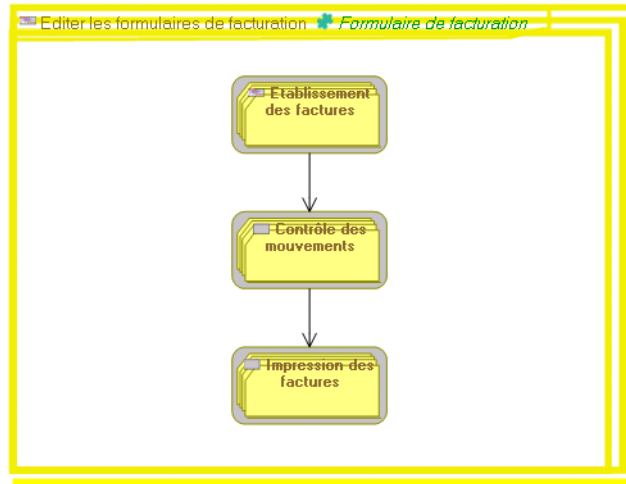 Editer les formulaires de facturation Formulaire de facturation
Etablissement
des factures
Contrôle des
mouvements
Impression des
factures